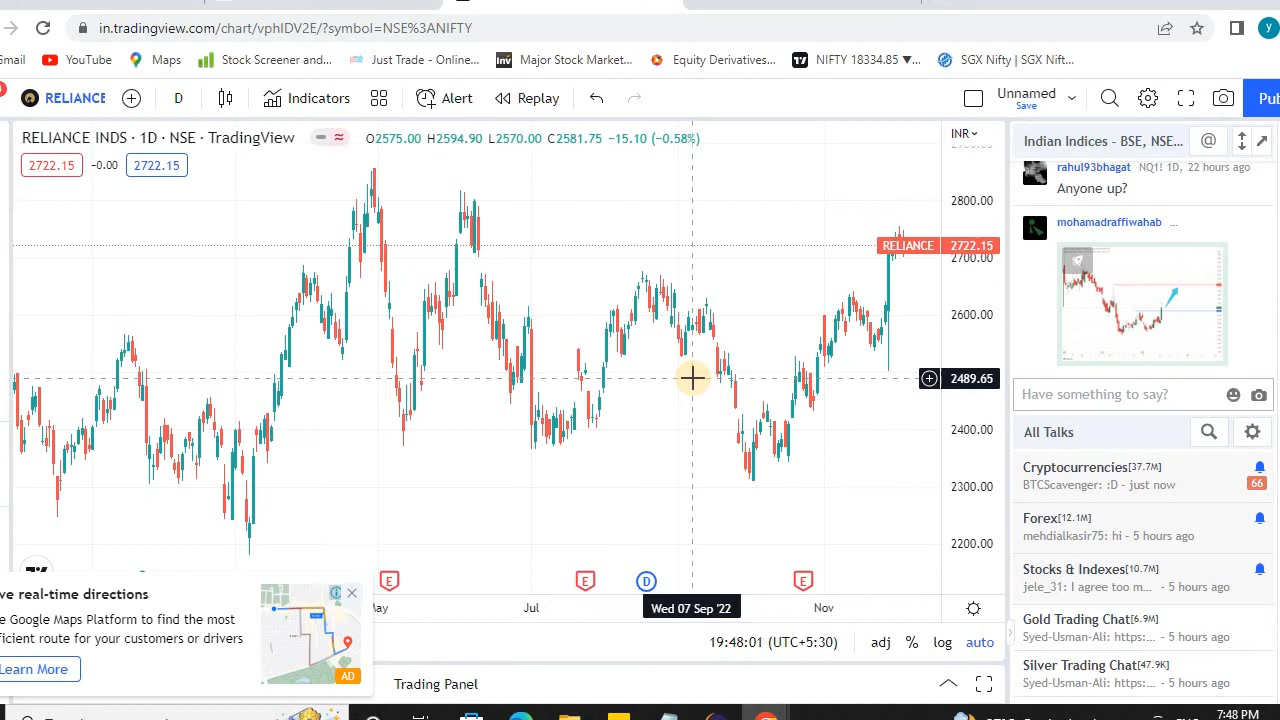 in.tradingview.com/chart/vphIDV2E/?symbol=NSE%3ANIFTY
Gmail
YouTube
Maps
Stock Screener and...
Just Trade - Online...
Inv
Major Stock Market...
Equity Derivatives...
NIFTY 18334.85 ▼...
SGX Nifty | SGX Nift...
RELIANCE
D
Indicators
Alert
Replay
Unnamed
Save
Pu
RELIANCE INDS · 1D · NSE · TradingView
O2575.00 H2594.90 L2570.00 C2581.75 −15.10 (−0.58%)
2722.15
-0.00
2722.15
INR
2800.00
RELIANCE 2722.15
2700.00
2600.00
2489.65
2400.00
2300.00
2200.00
E
E
D
E
May
Jul
Wed 07 Sep '22
Nov
19:48:01 (UTC+5:30)
adj
%
log
auto
Trading Panel
ve real-time directions
e Google Maps Platform to find the most
ficient route for your customers or drivers
Learn More
AD
Indian Indices - BSE, NSE...
@
rahul93bhagat NQ1! 1D, 22 hours ago
Anyone up?
mohamadraffiwahab ...
Have something to say?
All Talks
Cryptocurrencies[37.7M]
BTCScavenger: :D - just now
66
Forex[12.1M]
mehdialkasir75: hi - 5 hours ago
Stocks & Indexes[10.7M]
jele_31: I agree too m... - 5 hours ago
Gold Trading Chat[6.9M]
Syed-Usman-Ali: https:... - 5 hours ago
Silver Trading Chat[47.9K]
Syed-Usman-Ali: https:... - 5 hours ago
7:48 PM